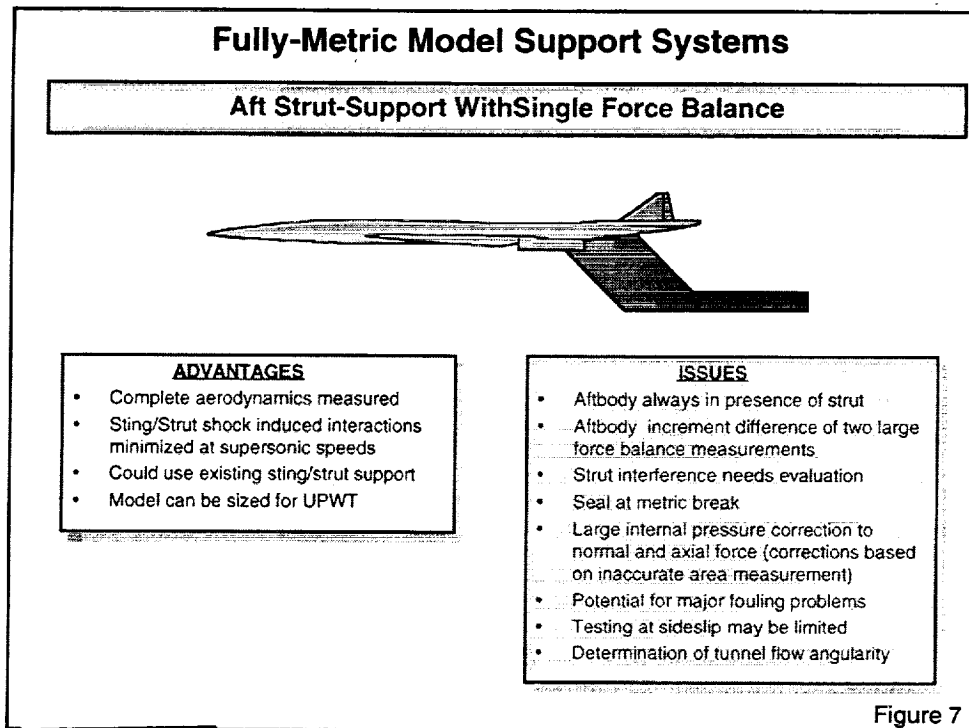 Fully-Metric Model Support Systems
Aft Strut-Support WithSingle Force Balance
ADVANTAGES
• Complete aerodynamics measured
• Sting/Strut shock induced interactions
minimized at supersonic speeds
• Could use existing sting/strut support
• Model can be sized for UPWT
ISSUES
• Aftbody always in presence of strut
• Aftbody increment difference of two large
force balance measurements
• Strut interference needs evaluation
• Seal at metric break
• Large internal pressure correction to
normal and axial force (corrections based
on inaccurate area measurement)
• Potential for major fouling problems
• Testing at sideslip may be limited
• Determination of tunnel flow angularity
Figure 7